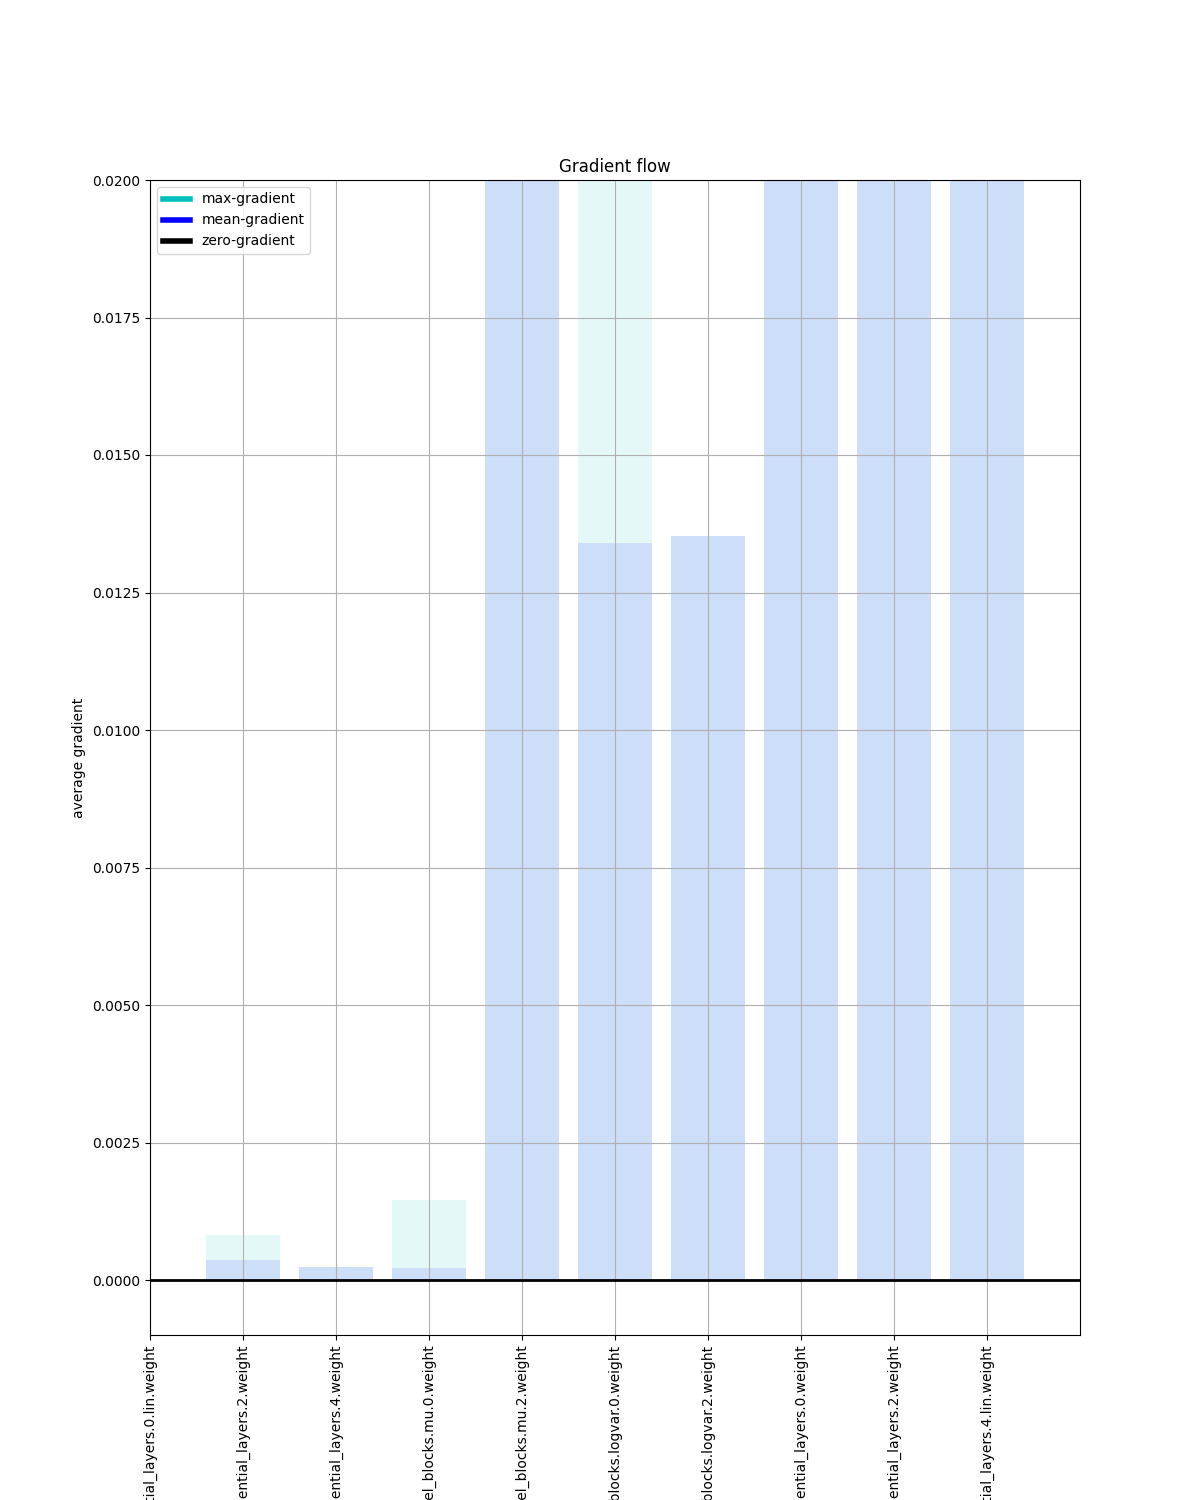 Gradient flow
max-gradient
mean-gradient
zero-gradient
0.0200
0.0175
0.0150
0.0125
0.0100
0.0075
0.0050
0.0025
0.0000
average gradient
tial_layers.0.lin.weight
ential_layers.2.weight
ential_layers.4.weight
el_blocks.mu.0.weight
el_blocks.mu.2.weight
blocks.logvar.0.weight
blocks.logvar.2.weight
ential_layers.0.weight
ential_layers.2.weight
tial_layers.4.lin.weight